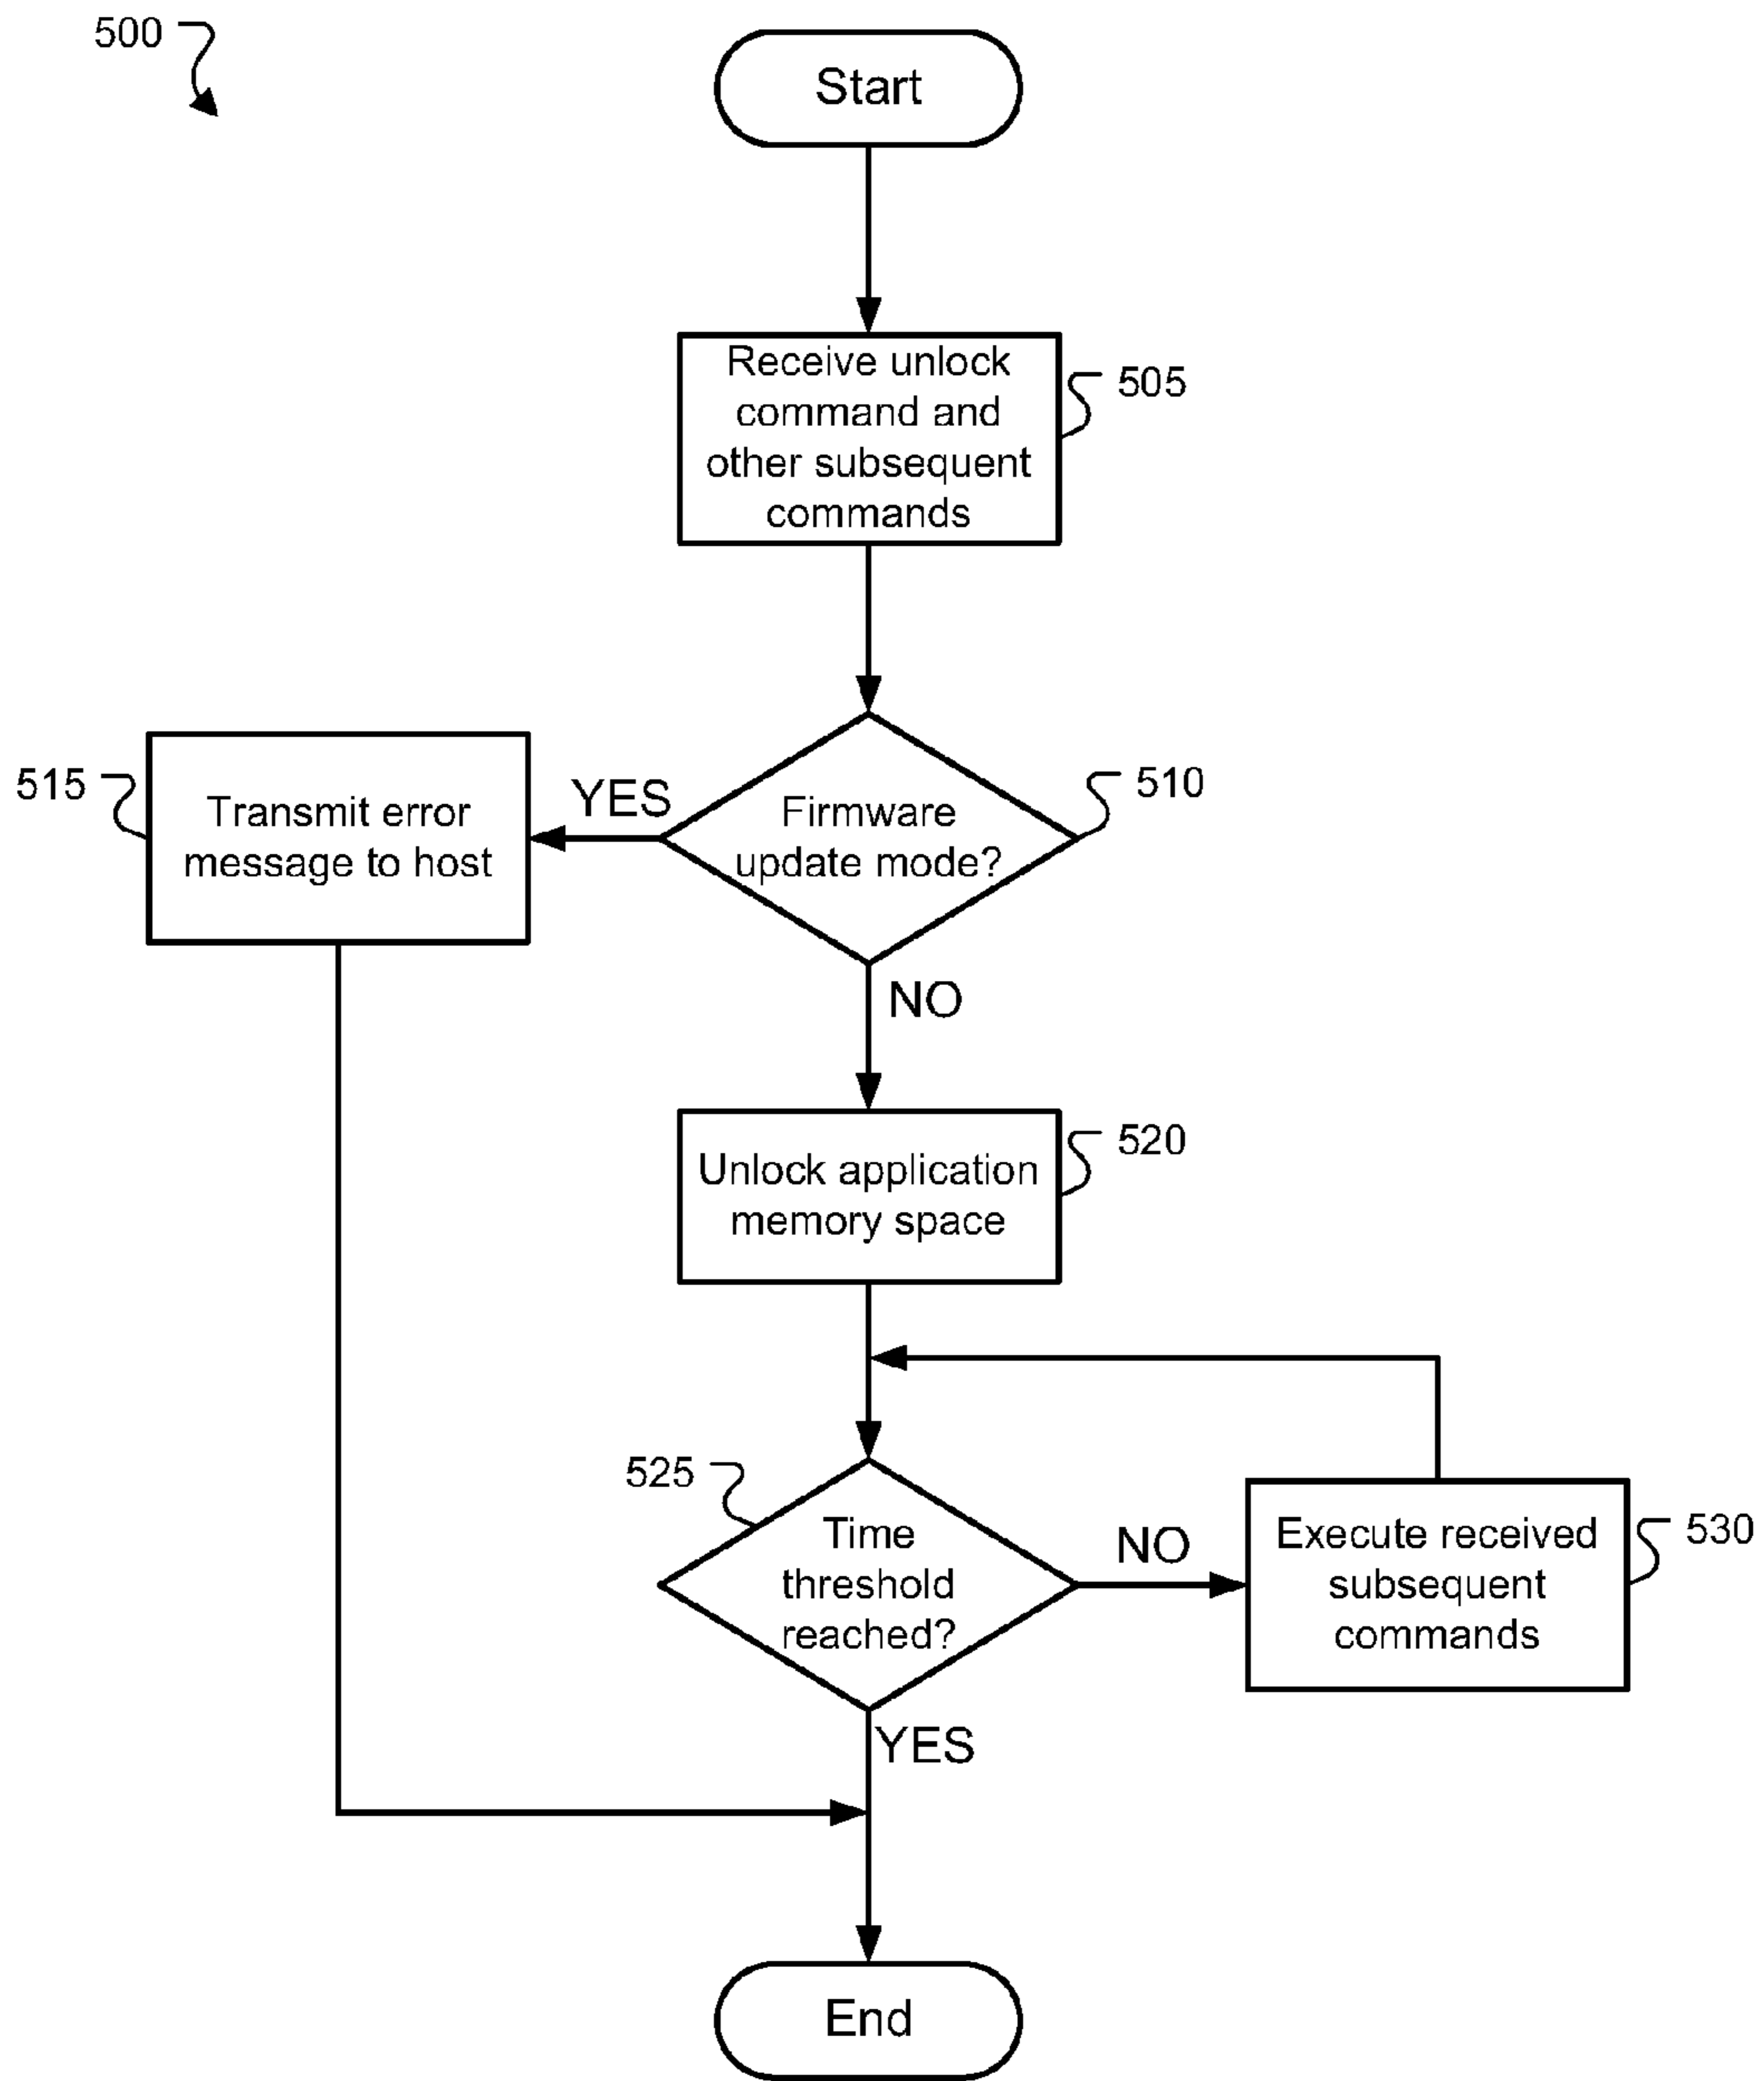 500
Start
Receive unlock
command and
other subsequent
commands
505
515
Transmit error
message to host
YES
Firmware
update mode?
510
NO
Unlock application
memory space
520
525
Time
threshold
reached?
NO
Execute received
subsequent
commands
530
YES
End